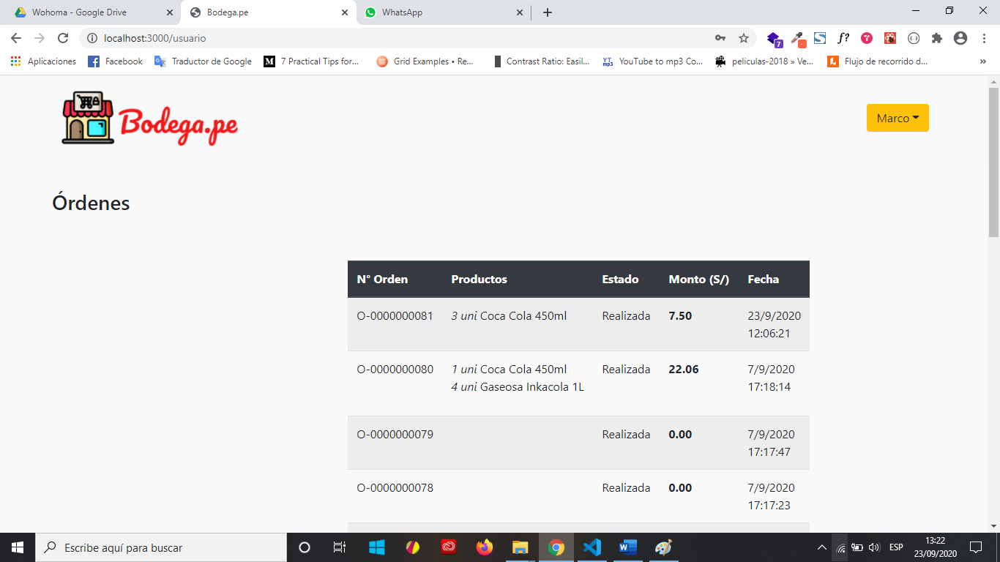 Wohoma - Google Drive
Bodega.pe
WhatsApp
localhost:3000/usuario
7
f?
Aplicaciones
Facebook
Traductor de Google
7 Practical Tips for...
Grid Examples • Re...
Contrast Ratio: Easil...
YT mp3
YouTube to mp3 Co...
peliculas-2018 » Ve...
Flujo de recorrido d...
Bodega.pe
Marco
Órdenes
N° Orden Productos Estado Monto (S/) Fecha
O-0000000081 3 uni Coca Cola 450ml Realizada 7.50 23/9/2020
12:06:21
O-0000000080 1 uni Coca Cola 450ml Realizada 22.06 7/9/2020
4 uni Gaseosa Inkacola 1L 17:18:14
O-0000000079 Realizada 0.00 7/9/2020
17:17:47
O-0000000078 Realizada 0.00 7/9/2020
17:17:23
Escribe aquí para buscar
ESP
13:22
23/09/2020